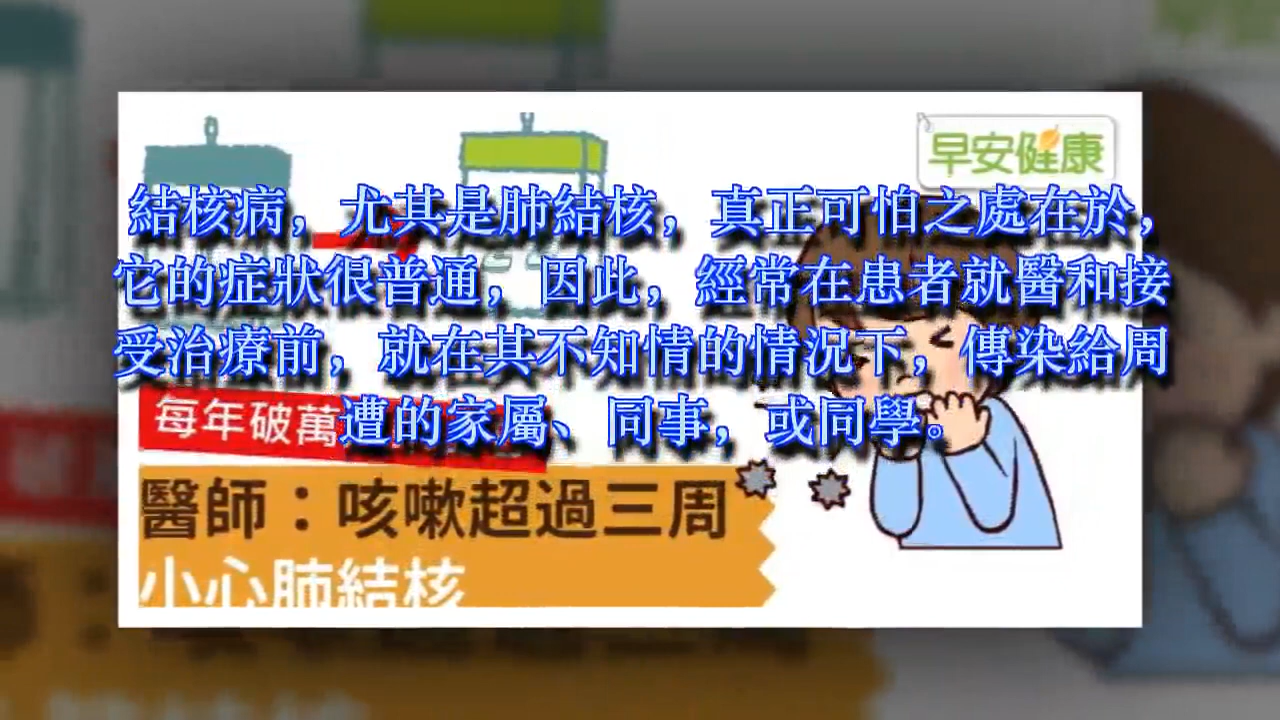 早安健康
結核病，尤其是肺結核，真正可怕之處在於，
它的症狀很普通，因此，經常在患者就醫和接
受治療前，就在其不知情的情況下，傳染給周
遭的家屬、同事，或同學。
每年破萬
醫師：咳嗽超過三周
小心肺結核